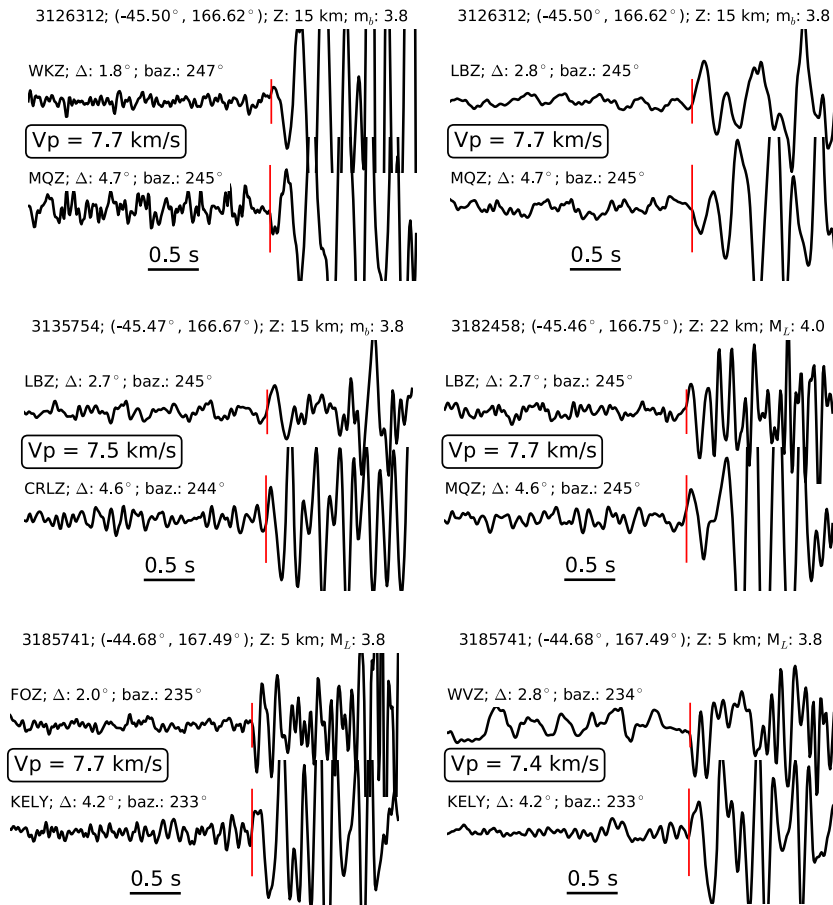 3126312; (-45.50°, 166.62°); Z: 15 km; m_b: 3.8
WKZ; Δ: 1.8°; baz.: 247°
Vp = 7.7 km/s
MQZ; Δ: 4.7°; baz.: 245°
0.5 s
3126312; (-45.50°, 166.62°); Z: 15 km; m_b: 3.8
LBZ; Δ: 2.8°; baz.: 245°
Vp = 7.7 km/s
MQZ; Δ: 4.7°; baz.: 245°
0.5 s
3135754; (-45.47°, 166.67°); Z: 15 km; m_b: 3.8
LBZ; Δ: 2.7°; baz.: 245°
Vp = 7.5 km/s
CRLZ; Δ: 4.6°; baz.: 244°
0.5 s
3182458; (-45.46°, 166.75°); Z: 22 km; M_L: 4.0
LBZ; Δ: 2.7°; baz.: 245°
Vp = 7.7 km/s
MQZ; Δ: 4.6°; baz.: 245°
0.5 s
3185741; (-44.68°, 167.49°); Z: 5 km; M_L: 3.8
FOZ; Δ: 2.0°; baz.: 235°
Vp = 7.7 km/s
KELY; Δ: 4.2°; baz.: 233°
0.5 s
3185741; (-44.68°, 167.49°); Z: 5 km; M_L: 3.8
WVZ; Δ: 2.8°; baz.: 234°
Vp = 7.4 km/s
KELY; Δ: 4.2°; baz.: 233°
0.5 s